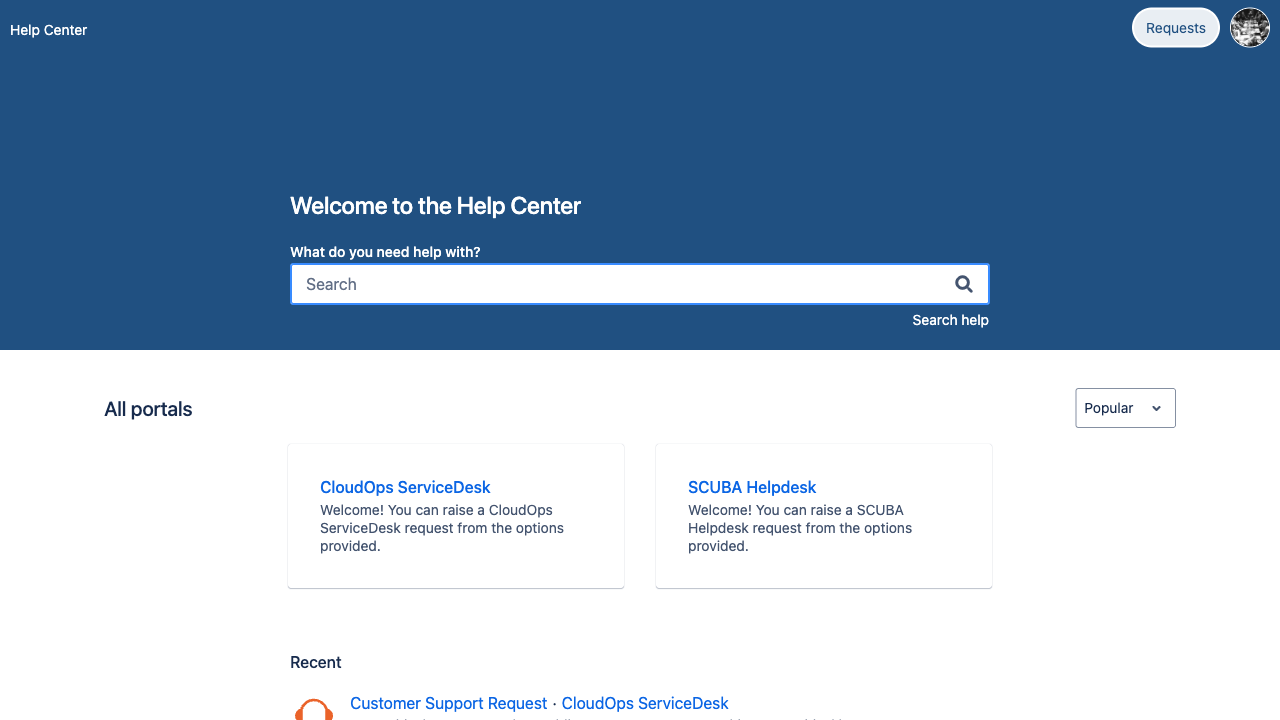 Help Center
Requests
Welcome to the Help Center
What do you need help with?
Search
Search help
All portals
Popular
CloudOps ServiceDesk
Welcome! You can raise a CloudOps
ServiceDesk request from the options
provided.
SCUBA Helpdesk
Welcome! You can raise a SCUBA
Helpdesk request from the options
provided.
Recent
Customer Support Request · CloudOps ServiceDesk